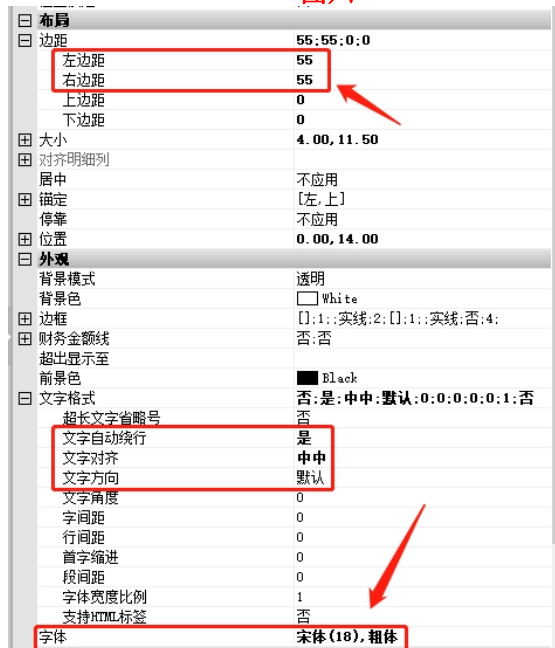 布局
边距 55;55;0;0
左边距 55
右边距 55
上边距 0
下边距 0
大小 4.00,11.50
对齐明细列
居中 不应用
锚定 [左,上]
停靠 不应用
位置 0.00,14.00
外观
背景模式 透明
背景色 White
边框 [];1;;实线;2;[];1;;实线;否;4;
财务金额线 否;否
超出显示至
前景色 Black
文字格式 否;是;中中;默认;0;0;0;0;0;1;否
超长文字省略号 否
文字自动绕行 是
文字对齐 中中
文字方向 默认
文字角度 0
字间距 0
行间距 0
首字缩进 0
段间距 0
字体宽度比例 1
支持HTML标签 否
字体 宋体(18),粗体